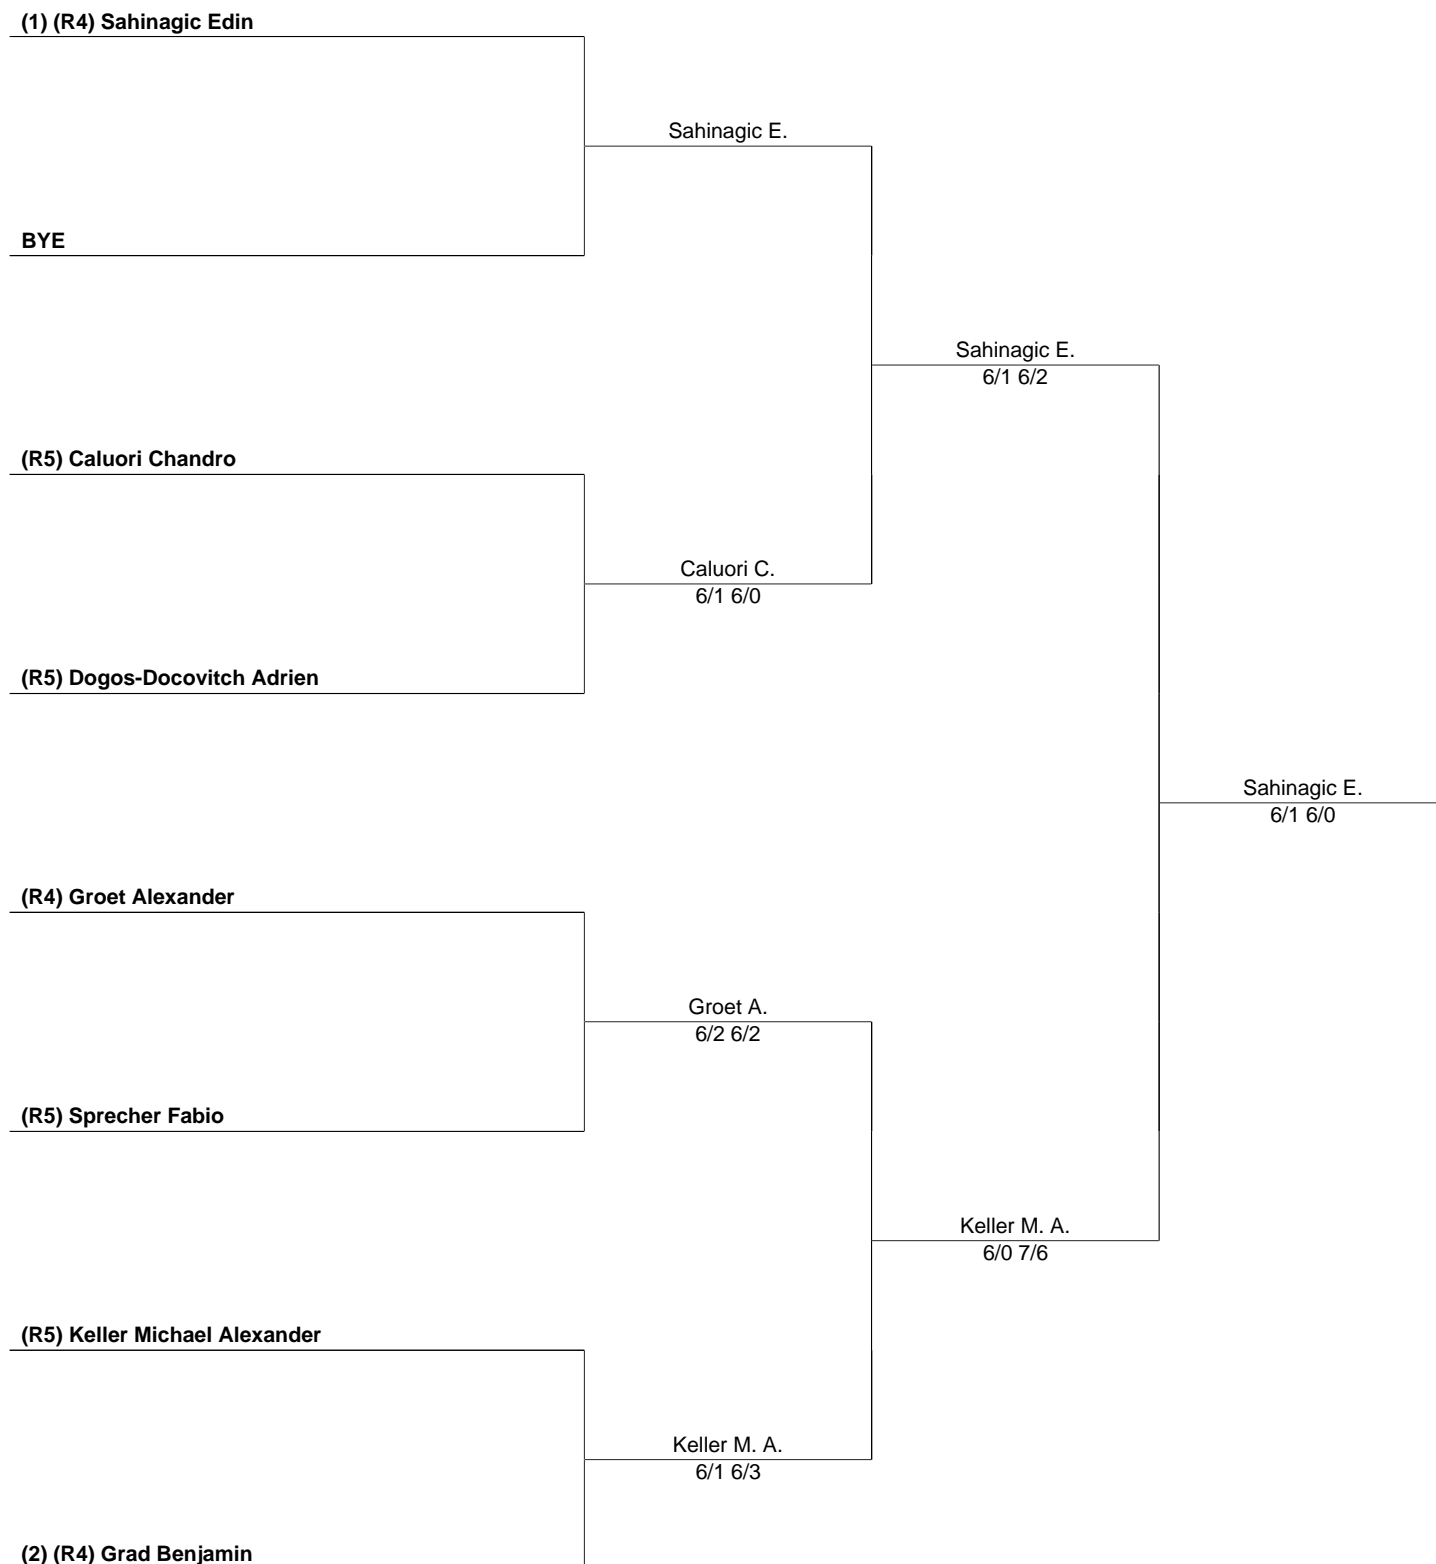 (1) (R4) Sahinagic Edin
Sahinagic E.
BYE
Sahinagic E.
6/1 6/2
(R5) Caluori Chandro
Caluori C.
6/1 6/0
(R5) Dogos-Docovitch Adrien
Sahinagic E.
6/1 6/0
(R4) Groet Alexander
Groet A.
6/2 6/2
(R5) Sprecher Fabio
Keller M. A.
6/0 7/6
(R5) Keller Michael Alexander
Keller M. A.
6/1 6/3
(2) (R4) Grad Benjamin